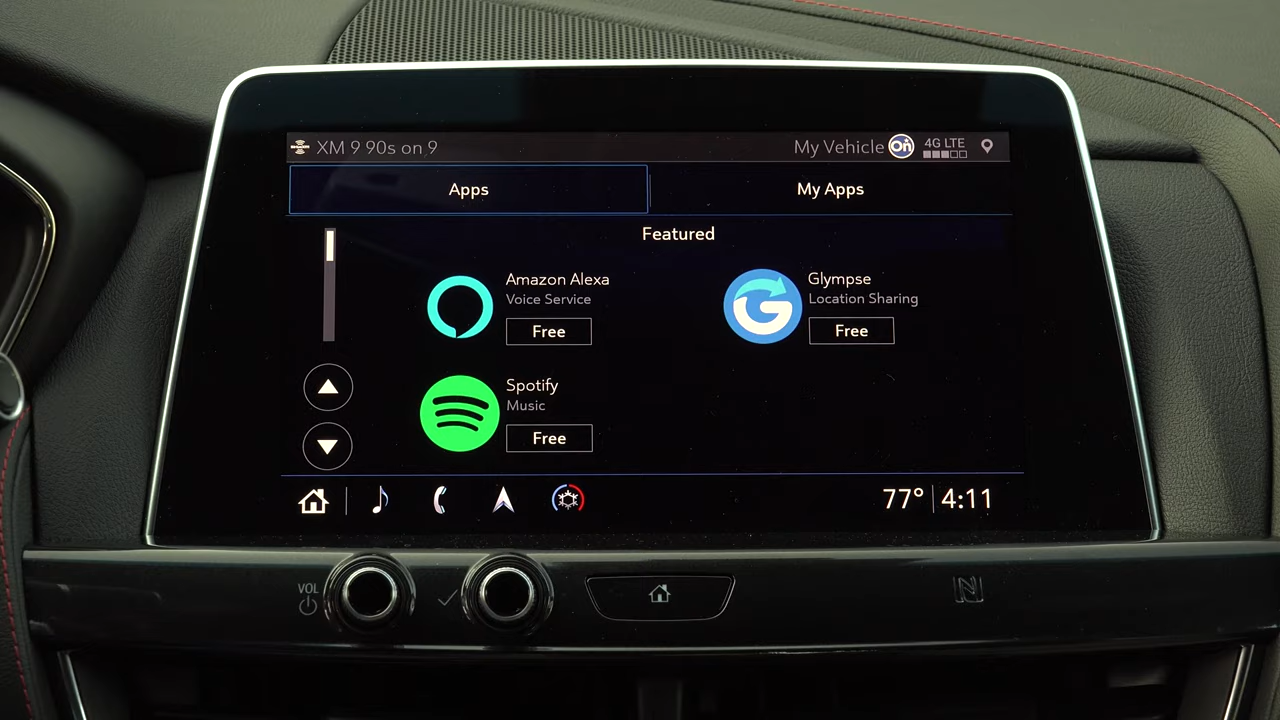 XM 9 90s on 9
My Vehicle On 4G LTE
Apps
My Apps
Featured
Amazon Alexa
Voice Service
Free
Glympse
Location Sharing
Free
Spotify
Music
Free
77° 4:11
VOL
N